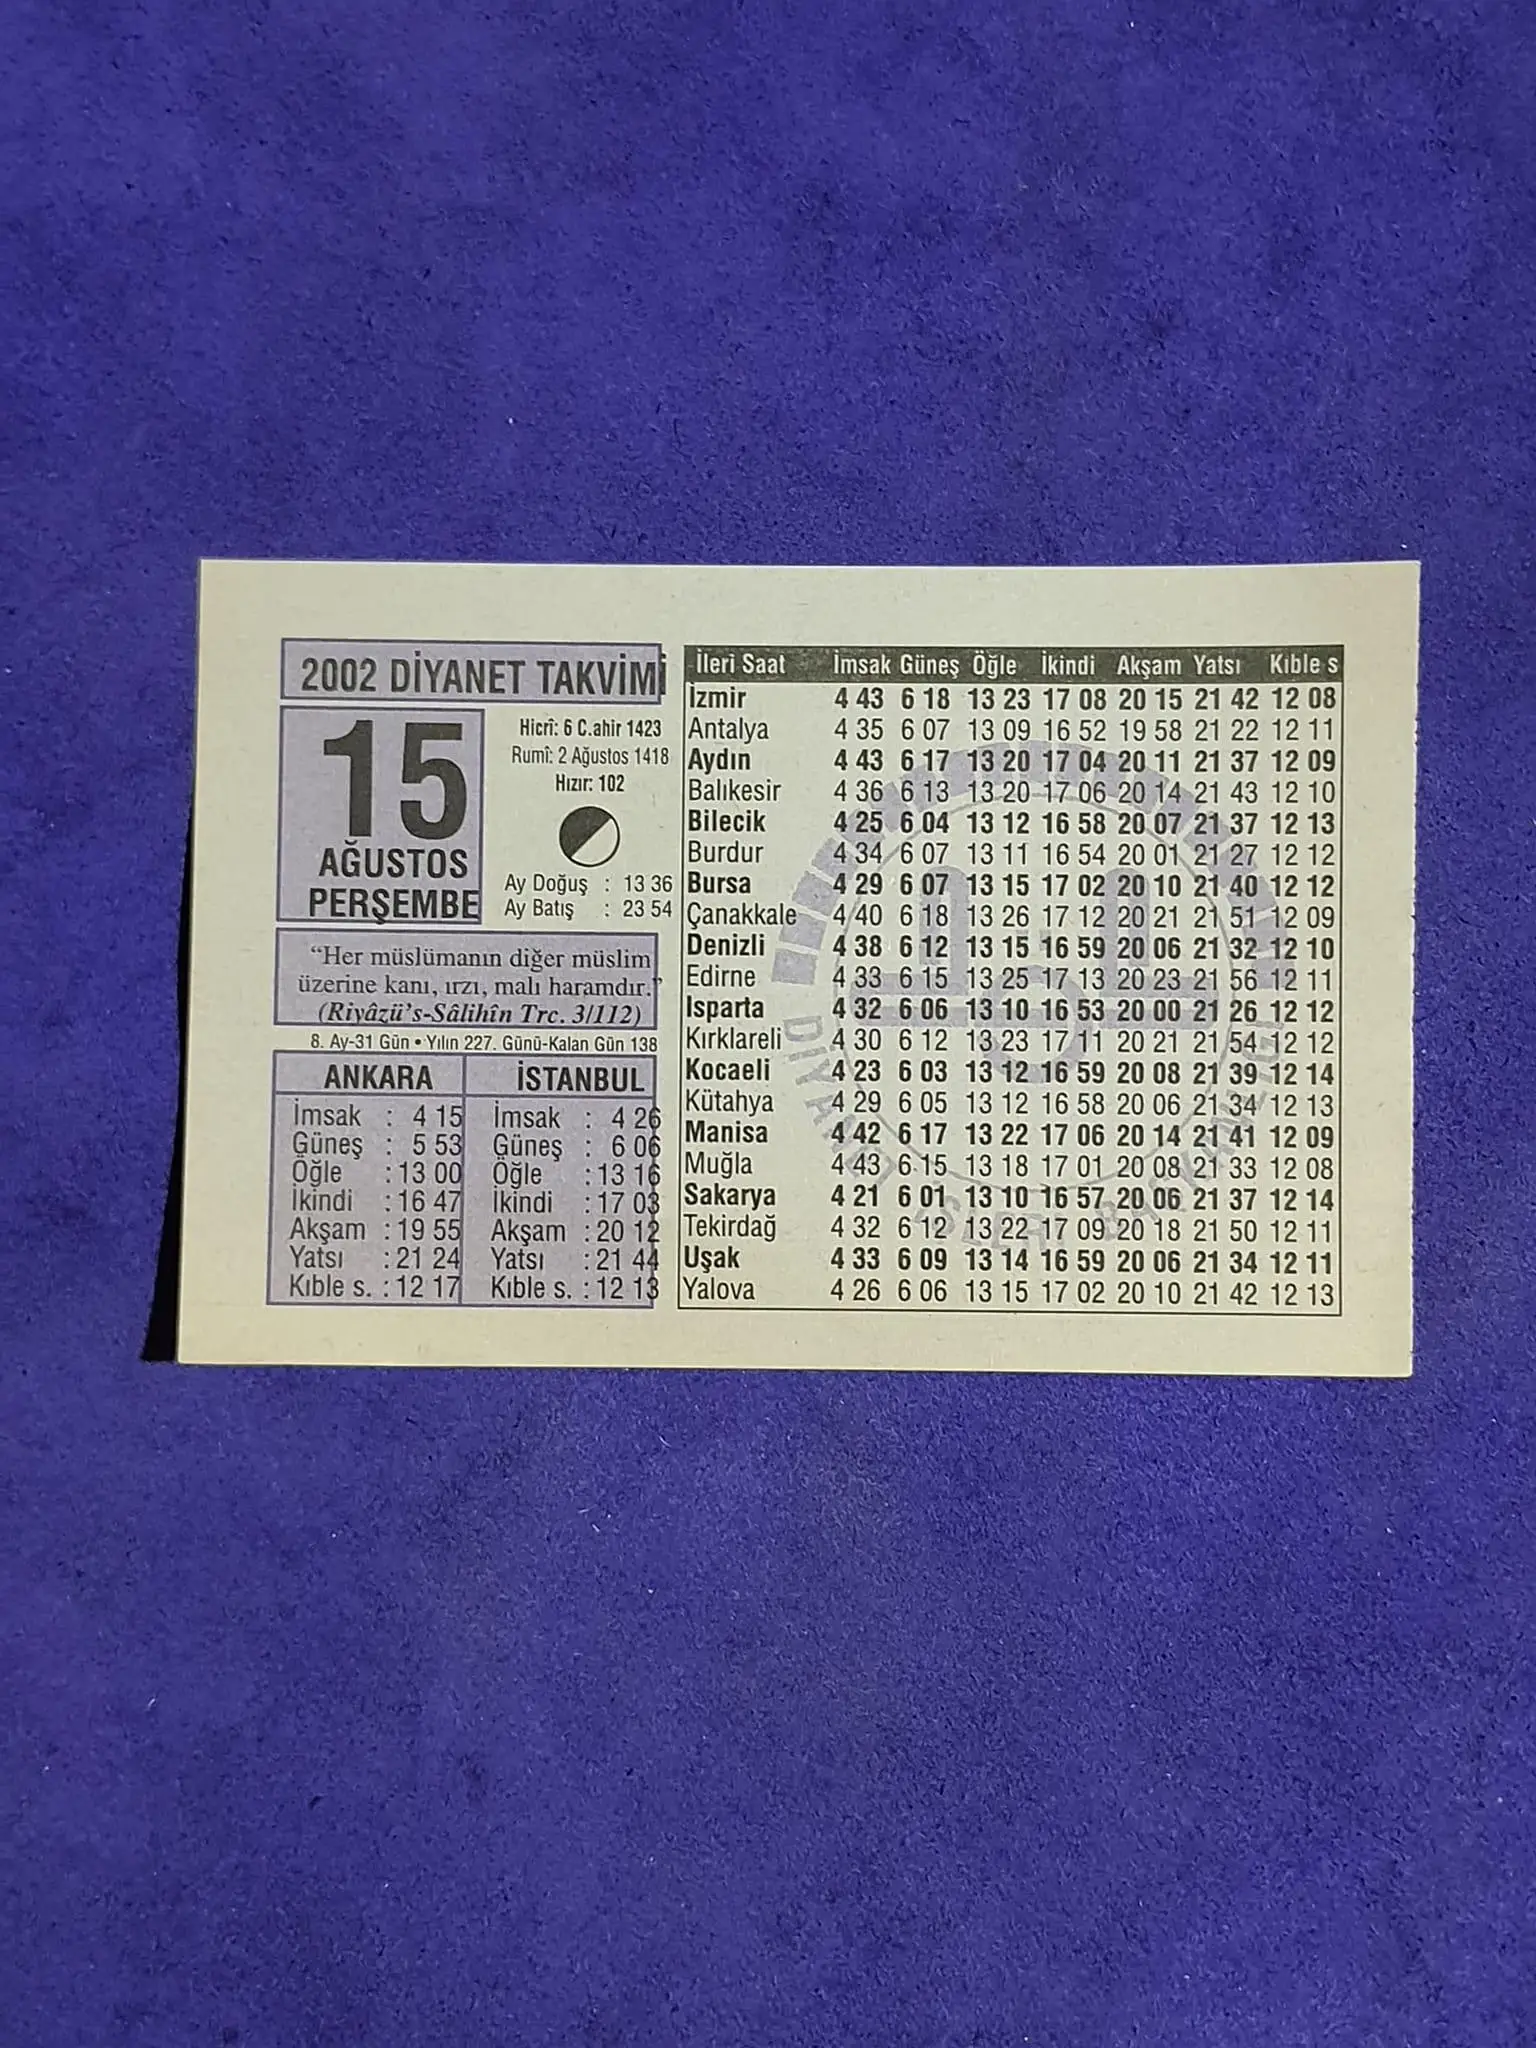 2002 DİYANET TAKVİMİ
15
AĞUSTOS
PERŞEMBE
Hicrî: 6 C.ahir 1423
Rumî: 2 Ağustos 1418
Hızır: 102
Ay Doğuş : 13 36
Ay Batış : 23 54
“Her müslümanın diğer müslim
üzerine kanı, ırzı, malı haramdır.”
(Riyâzü’s-Sâlihîn Trc. 3/112)
8. Ay-31 Gün • Yılın 227. Günü-Kalan Gün 138
ANKARA
İmsak : 4 15
Güneş : 5 53
Öğle : 13 00
İkindi : 16 47
Akşam : 19 55
Yatsı : 21 24
Kıble s. : 12 17
İSTANBUL
İmsak : 4 26
Güneş : 6 06
Öğle : 13 16
İkindi : 17 03
Akşam : 20 12
Yatsı : 21 44
Kıble s. : 12 13
İleri Saat İmsak Güneş Öğle İkindi Akşam Yatsı Kıble s
İzmir 4 43 6 18 13 23 17 08 20 15 21 42 12 08
Antalya 4 35 6 07 13 09 16 52 19 58 21 22 12 11
Aydın 4 43 6 17 13 20 17 04 20 11 21 37 12 09
Balıkesir 4 36 6 13 13 20 17 06 20 14 21 43 12 10
Bilecik 4 25 6 04 13 12 16 58 20 07 21 37 12 13
Burdur 4 34 6 07 13 11 16 54 20 01 21 27 12 12
Bursa 4 29 6 07 13 15 17 02 20 10 21 40 12 12
Çanakkale 4 40 6 18 13 26 17 12 20 21 21 51 12 09
Denizli 4 38 6 12 13 15 16 59 20 06 21 32 12 10
Edirne 4 33 6 15 13 25 17 13 20 23 21 56 12 11
Isparta 4 32 6 06 13 10 16 53 20 00 21 26 12 12
Kırklareli 4 30 6 12 13 23 17 11 20 21 21 54 12 12
Kocaeli 4 23 6 03 13 12 16 59 20 08 21 39 12 14
Kütahya 4 29 6 05 13 12 16 58 20 06 21 34 12 13
Manisa 4 42 6 17 13 22 17 06 20 14 21 41 12 09
Muğla 4 43 6 15 13 18 17 01 20 08 21 33 12 08
Sakarya 4 21 6 01 13 10 16 57 20 06 21 37 12 14
Tekirdağ 4 32 6 12 13 22 17 09 20 18 21 50 12 11
Uşak 4 33 6 09 13 14 16 59 20 06 21 34 12 11
Yalova 4 26 6 06 13 15 17 02 20 10 21 42 12 13
DİYANET İŞLERİ BAŞKANLIĞI